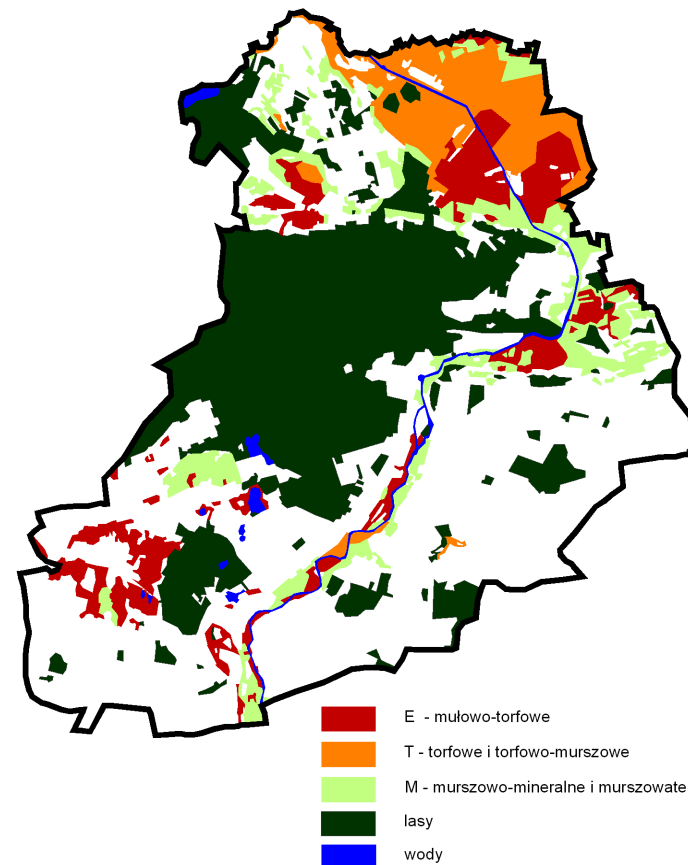 E - mułowo-torfowe
T - torfowe i torfowo-murszowe
M - murszowo-mineralne i murszowate
lasy
wody